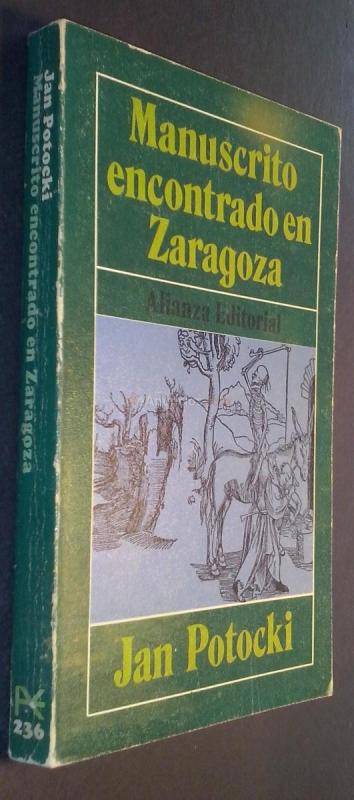 Manuscrito
encontrado en
Zaragoza
Alianza Editorial
Jan Potocki
Jan Potocki
Manuscrito encontrado en Zaragoza
236